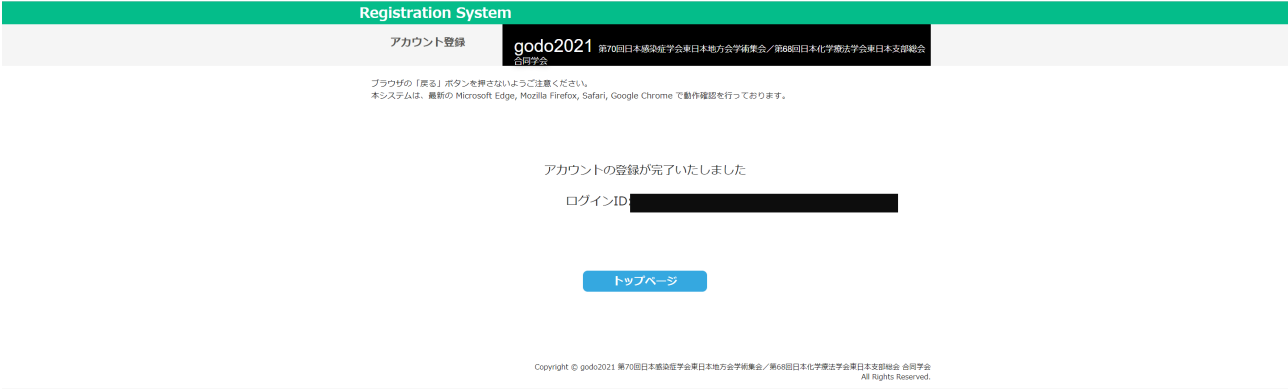 Registration System
アカウント登録
godo2021 第70回日本感染症学会東日本地方会学術集会／第68回日本化学療法学会東日本支部総会
合同学会
ブラウザの「戻る」ボタンを押さないようご注意ください。
本システムは、最新の Microsoft Edge, Mozilla Firefox, Safari, Google Chrome で動作確認を行っております。
アカウントの登録が完了いたしました
ログインID:
トップページ
Copyright © godo2021 第70回日本感染症学会東日本地方会学術集会／第68回日本化学療法学会東日本支部総会 合同学会
All Rights Reserved.